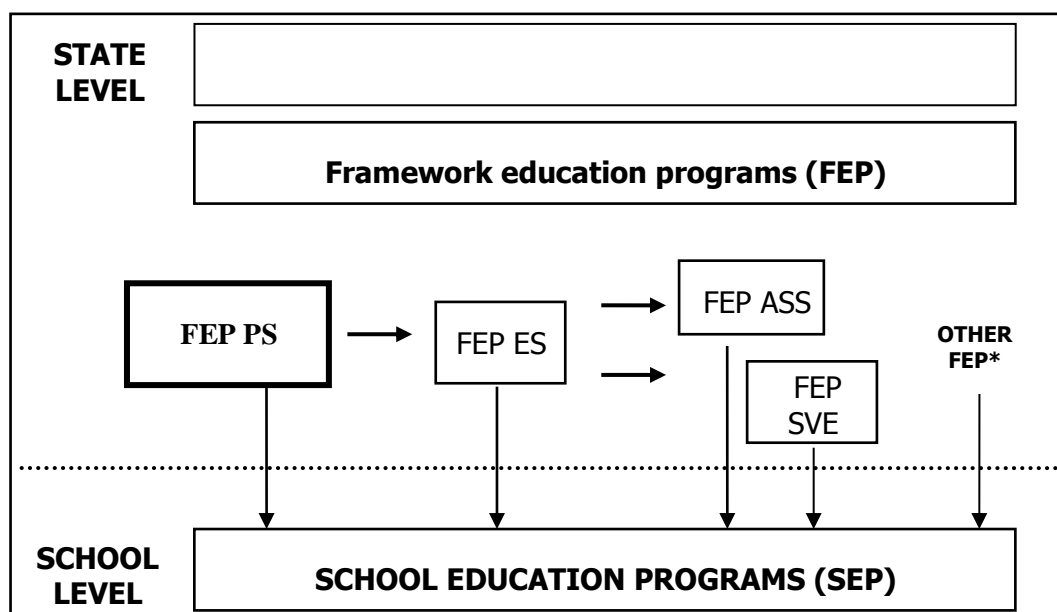 STATE
LEVEL
Framework education programs (FEP)
FEP PS
FEP ES
FEP ASS
FEP
SVE
OTHER
FEP*
SCHOOL
LEVEL
SCHOOL EDUCATION PROGRAMS (SEP)